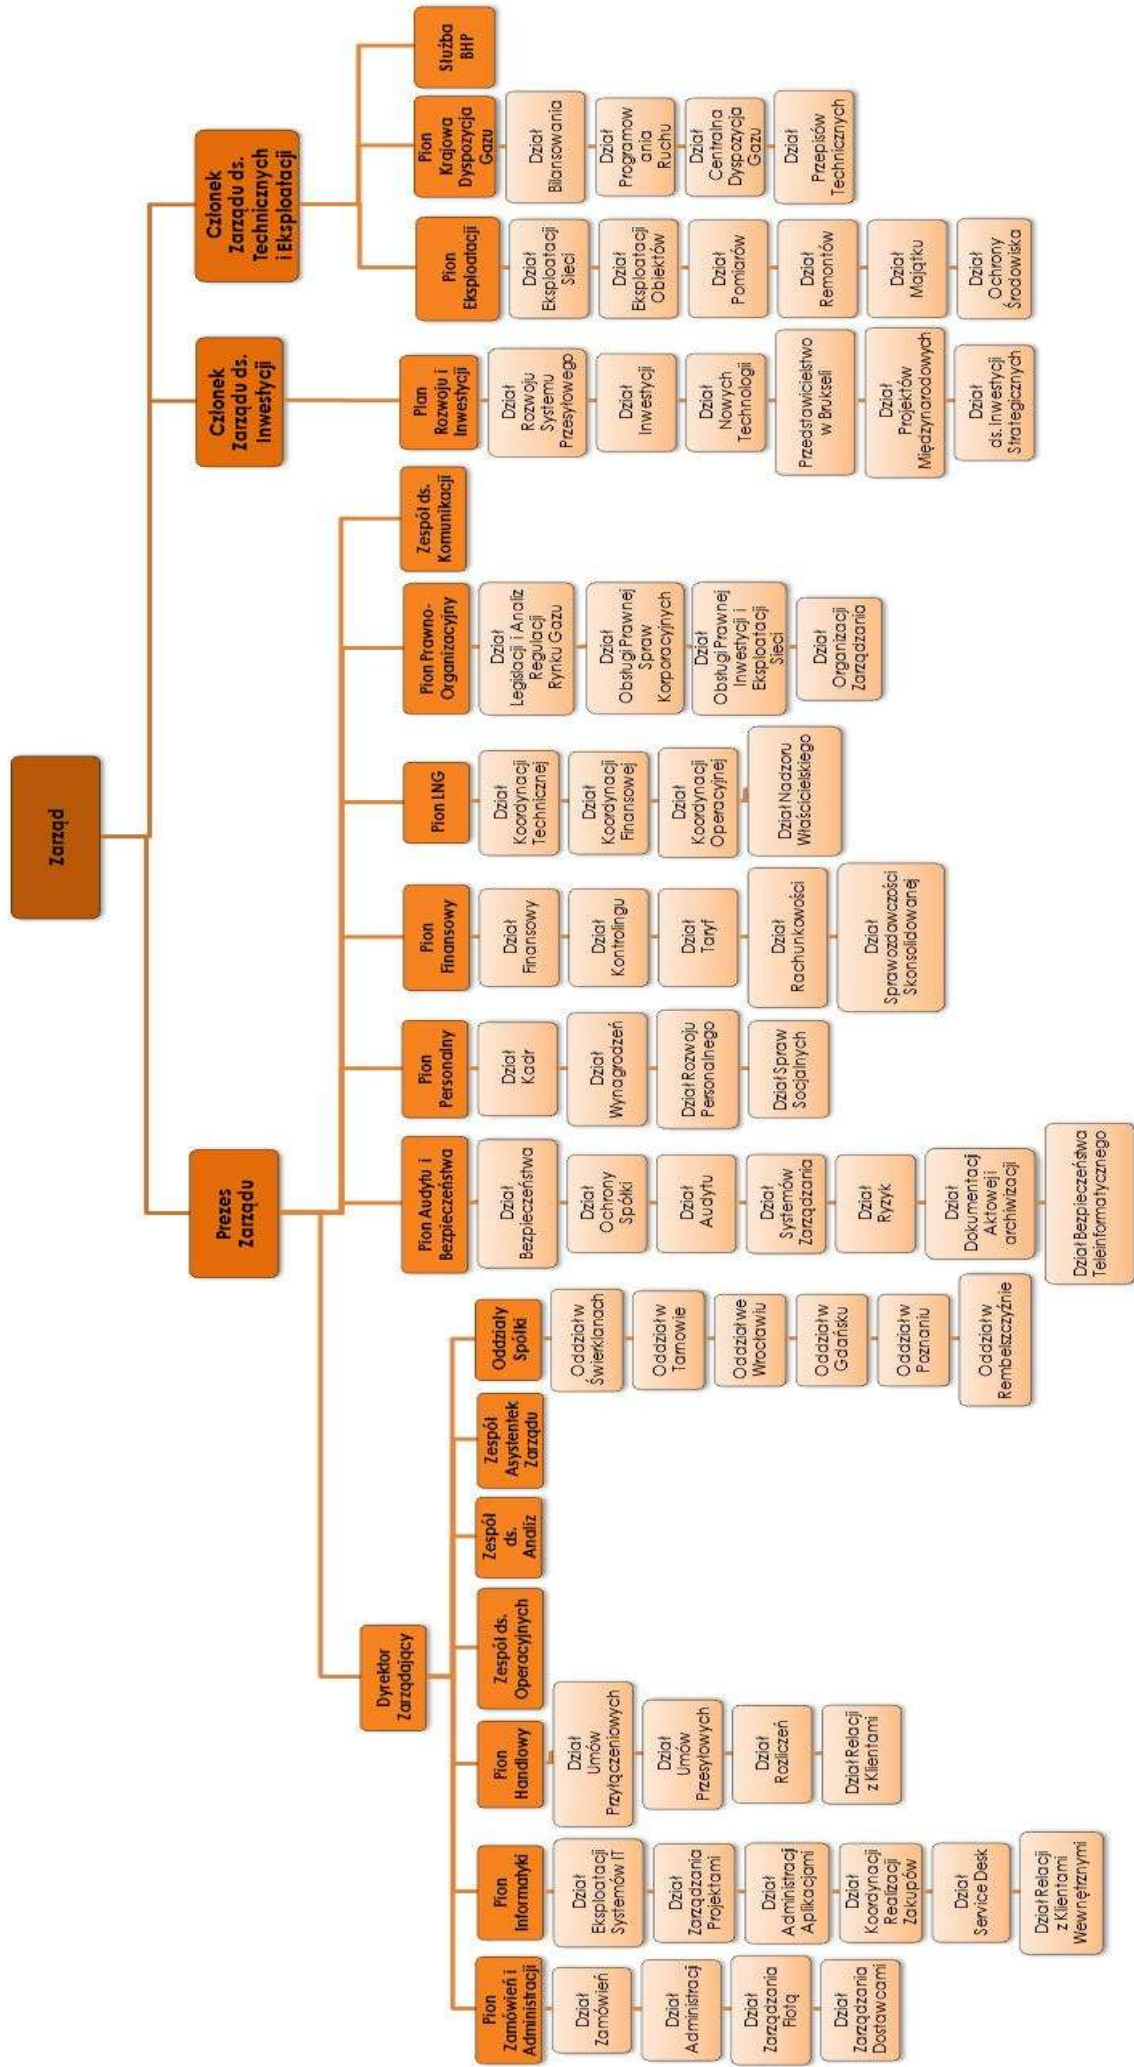 Zarząd
Prezes
Zarządu
Członek
Zarządu ds.
Inwestycji
Członek
Zarządu ds.
Technicznych
i Eksploatacji
Dyrektor
Zarządzający
Pion
Zamówień i
Administracji
Dział
Zamówień
Dział
Administracji
Dział
Zarządzania
Flotą
Dział
Zarządzania
Dostawcami
Pion
Informatyki
Dział
Eksploatacji
Systemów IT
Dział
Zarządzania
Projektami
Dział
Administracji
Aplikacjami
Dział
Koordynacji
Realizacji
Zakupów
Dział
Service Desk
Dział Relacji
z Klientami
Wewnętrznymi
Pion
Handlowy
Dział
Umów
Przyłączeniowych
Dział
Umów
Przesyłowych
Dział
Rozliczeń
Dział Relacji
z Klientami
Zespół ds.
Operacyjnych
Zespół
ds.
Analiz
Zespół
Asystentek
Zarządu
Oddziały
Spółki
Oddział w
Świerklanach
Oddział w
Tarnowie
Oddział we
Wrocławiu
Oddział w
Gdańsku
Oddział w
Poznaniu
Oddział w
Rembelszczyźnie
Pion Audytu i
Bezpieczeństwa
Dział
Bezpieczeństwa
Dział
Ochrony
Spółki
Dział
Audytu
Dział
Systemów
Zarządzania
Dział
Ryzyk
Dział
Dokumentacj
Aktowej i
archiwizacji
Dział Bezpieczeństwa
Teleinformatycznego
Pion
Personalny
Dział
Kadr
Dział
Wynagrodzeń
Dział Rozwoju
Personalnego
Dział Spraw
Socjalnych
Pion
Finansowy
Dział
Finansowy
Dział
Kontrolingu
Dział
Taryf
Dział
Rachunkowości
Dział
Sprawozdawczości
Skonsolidowanej
Pion LNG
Dział
Koordynacji
Technicznej
Dział
Koordynacji
Finansowej
Dział
Koordynacji
Operacyjnej
Dział Nadzoru
Właścicielskiego
Pion Prawno-
Organizacyjny
Dział
Legislacji i Analiz
Regulacji
Rynku Gazu
Dział
Obsługi Prawnej
Spraw
Korporacyjnych
Dział
Obsługi Prawnej
Inwestycji i
Eksploatacji
Sieci
Dział
Organizacji
Zarządzania
Zespół ds.
Komunikacji
Pion
Rozwoju i
Inwestycji
Dział
Rozwoju
Systemu
Przesyłowego
Dział
Inwestycji
Dział
Nowych
Technologii
Przedstawicielstwo
w Brukseli
Dział
Projektów
Międzynarodowych
Dział
ds. Inwestycji
Strategicznych
Pion
Eksploatacji
Dział
Eksploatacji
Sieci
Dział
Eksploatacji
Obiektów
Dział
Pomiarów
Dział
Remontów
Dział
Majątku
Dział
Ochrony
Środowiska
Pion
Krajowa
Dyspozycja
Gazu
Dział
Bilansowania
Dział
Programow
ania
Ruchu
Dział
Centralna
Dyspozycja
Gazu
Dział
Przepisów
Technicznych
Służba
BHP